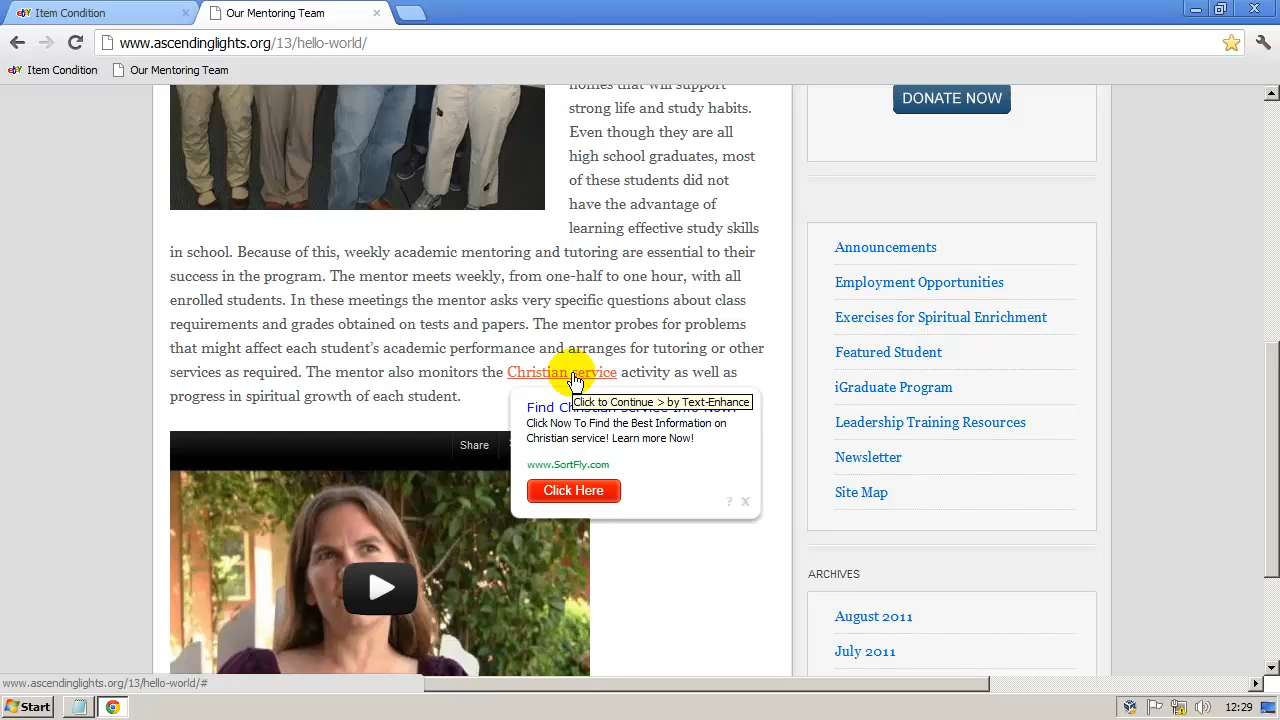 Item Condition
Our Mentoring Team
www.ascendinglights.org/13/hello-world/
Item Condition
Our Mentoring Team
homes that will support
strong life and study habits.
Even though they are all
high school graduates, most
of these students did not
have the advantage of
learning effective study skills
in school. Because of this, weekly academic mentoring and tutoring are essential to their
success in the program. The mentor meets weekly, from one-half to one hour, with all
enrolled students. In these meetings the mentor asks very specific questions about class
requirements and grades obtained on tests and papers. The mentor probes for problems
that might affect each student's academic performance and arranges for tutoring or other
services as required. The mentor also monitors the Christian service activity as well as
progress in spiritual growth of each student.
Click to Continue > by Text-Enhance
Find Christian Service Info Now!
Click Now To Find the Best Information on
Christian service! Learn more Now!
www.SortFly.com
Click Here
? X
Share
DONATE NOW
Announcements
Employment Opportunities
Exercises for Spiritual Enrichment
Featured Student
iGraduate Program
Leadership Training Resources
Newsletter
Site Map
ARCHIVES
August 2011
July 2011
www.ascendinglights.org/13/hello-world/#
Start
12:29